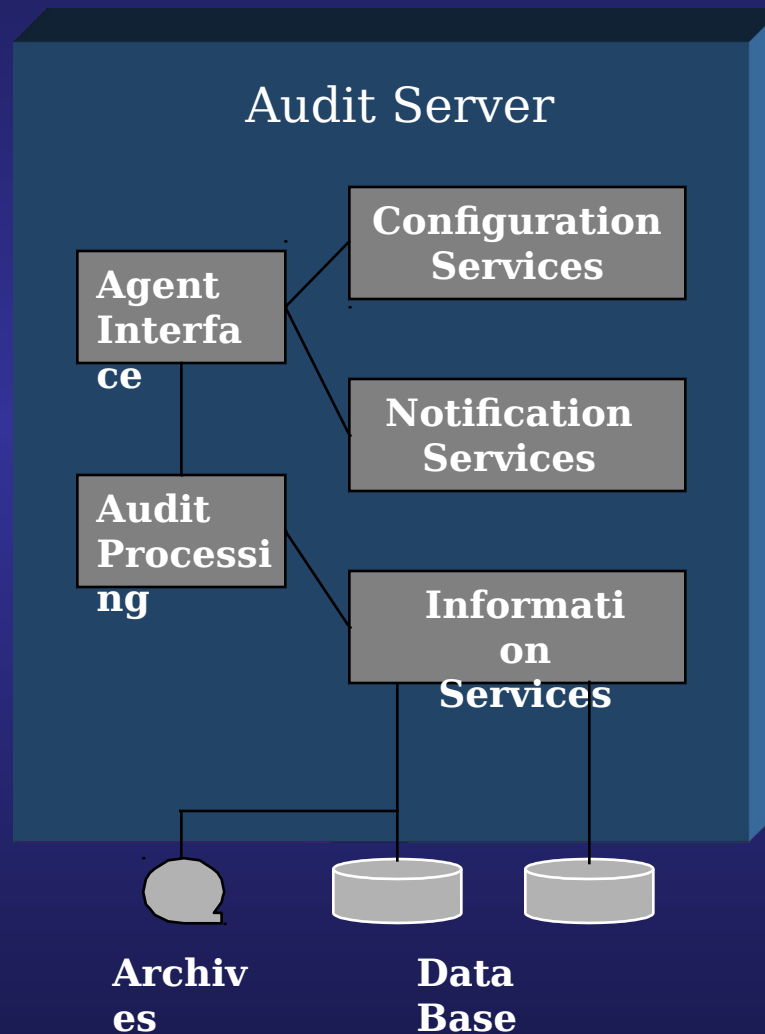 Audit Server
Configuration
Services
Agent
Interfa
ce
Notification
Services
Audit
Processi
ng
Informati
on
Services
Archiv
es
Data
Base